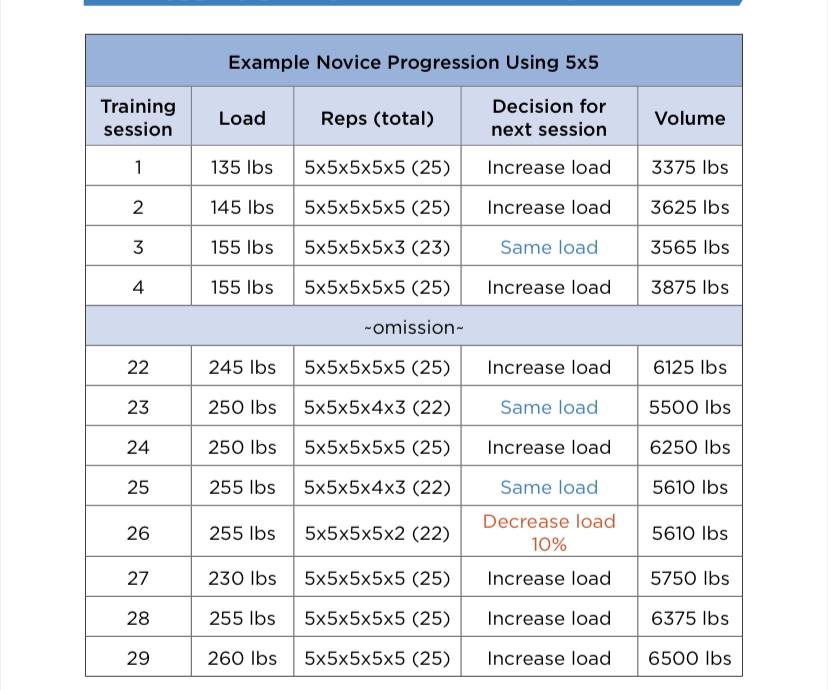 Example Novice Progression Using 5x5
Training session Load Reps (total) Decision for next session Volume
1 135 lbs 5x5x5x5x5 (25) Increase load 3375 lbs
2 145 lbs 5x5x5x5x5 (25) Increase load 3625 lbs
3 155 lbs 5x5x5x5x3 (23) Same load 3565 lbs
4 155 lbs 5x5x5x5x5 (25) Increase load 3875 lbs
~omission~
22 245 lbs 5x5x5x5x5 (25) Increase load 6125 lbs
23 250 lbs 5x5x5x4x3 (22) Same load 5500 lbs
24 250 lbs 5x5x5x5x5 (25) Increase load 6250 lbs
25 255 lbs 5x5x5x4x3 (22) Same load 5610 lbs
26 255 lbs 5x5x5x5x2 (22) Decrease load 10% 5610 lbs
27 230 lbs 5x5x5x5x5 (25) Increase load 5750 lbs
28 255 lbs 5x5x5x5x5 (25) Increase load 6375 lbs
29 260 lbs 5x5x5x5x5 (25) Increase load 6500 lbs